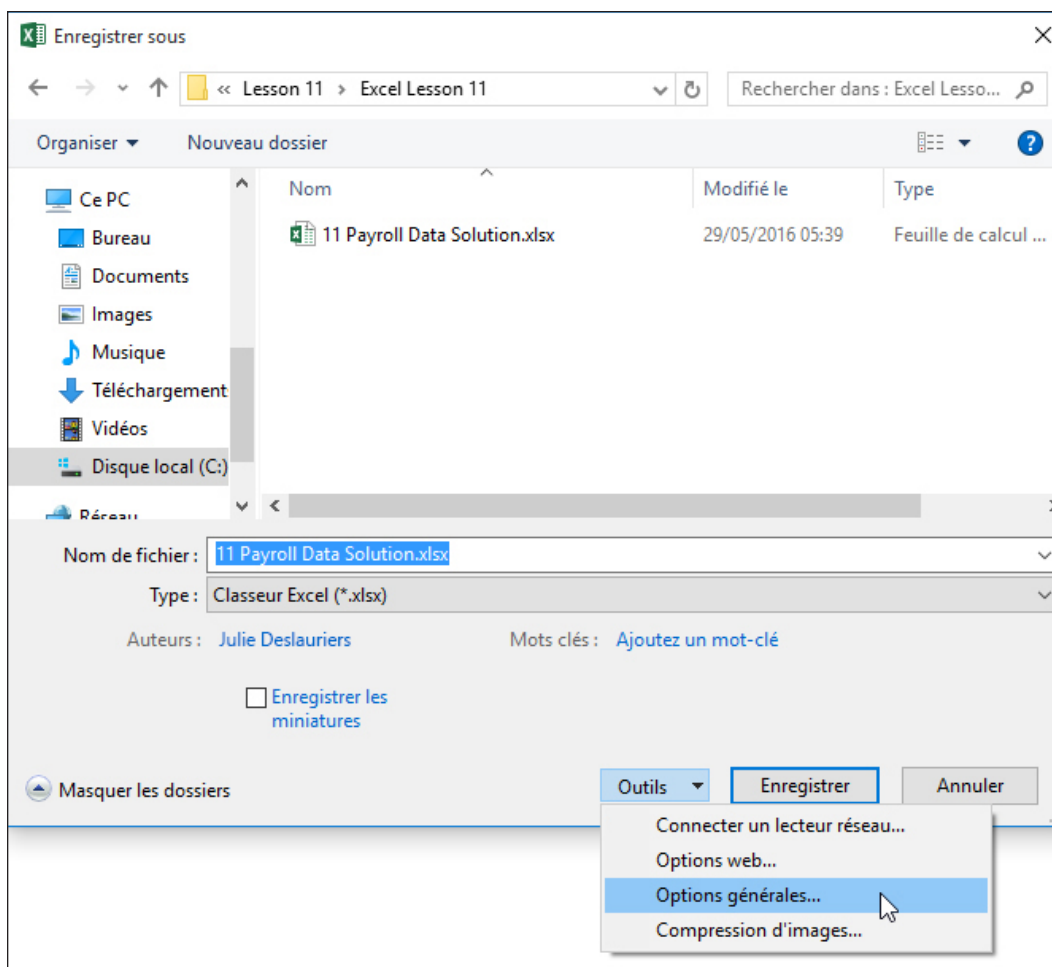 Enregistrer sous
« Lesson 11 > Excel Lesson 11
Rechercher dans : Excel Lesso...
Organiser
Nouveau dossier
?
Nom
Modifié le
Type
11 Payroll Data Solution.xlsx
29/05/2016 05:39
Feuille de calcul ...
Ce PC
Bureau
Documents
Images
Musique
Téléchargement
Vidéos
Disque local (C:)
Réseau
Nom de fichier : 11 Payroll Data Solution.xlsx
Type : Classeur Excel (*.xlsx)
Auteurs : Julie Deslauriers
Mots clés : Ajoutez un mot-clé
Enregistrer les
miniatures
Masquer les dossiers
Outils
Enregistrer
Annuler
Connecter un lecteur réseau...
Options web...
Options générales...
Compression d'images...